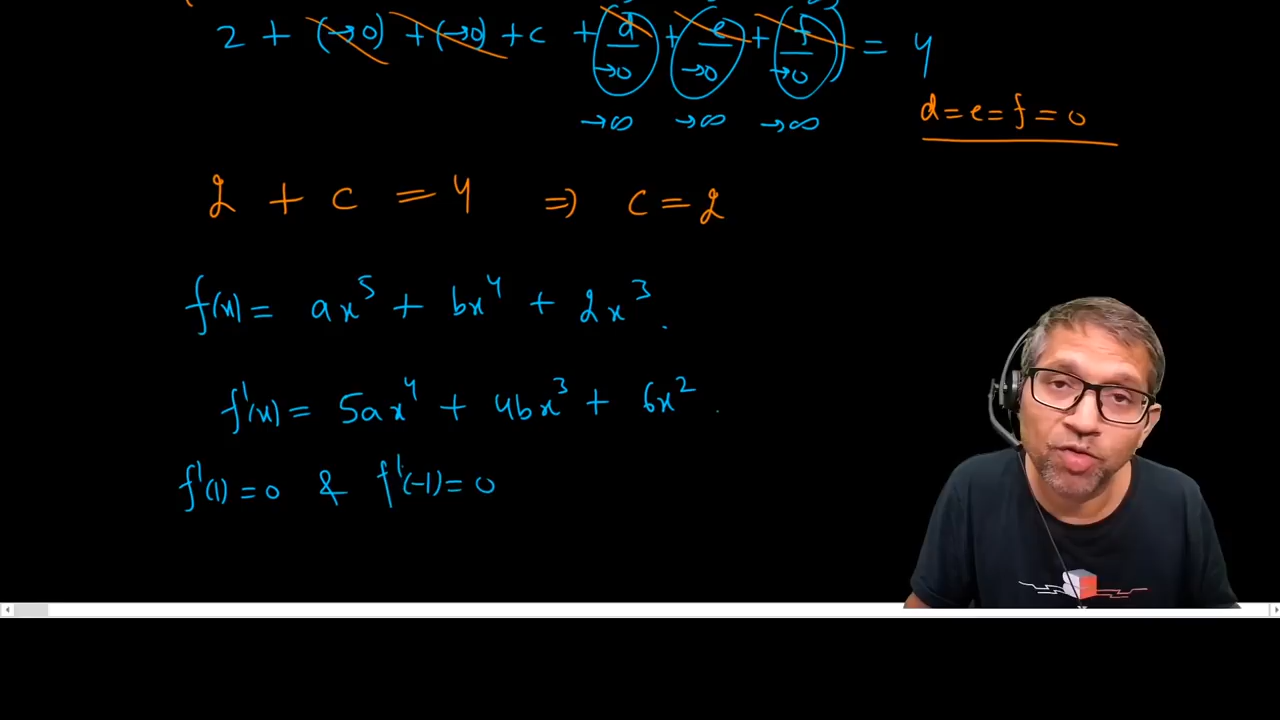 2 + (→0) + (→0) + c + d/→0 + e/→0 + f/→0) = 4
→∞ →∞ →∞
d = e = f = 0
2 + c = 4 ⇒ c = 2
f(x) = ax⁵ + bx⁴ + 2x³.
f'(x) = 5ax⁴ + 4bx³ + 6x².
f'(1) = 0 & f'(-1) = 0